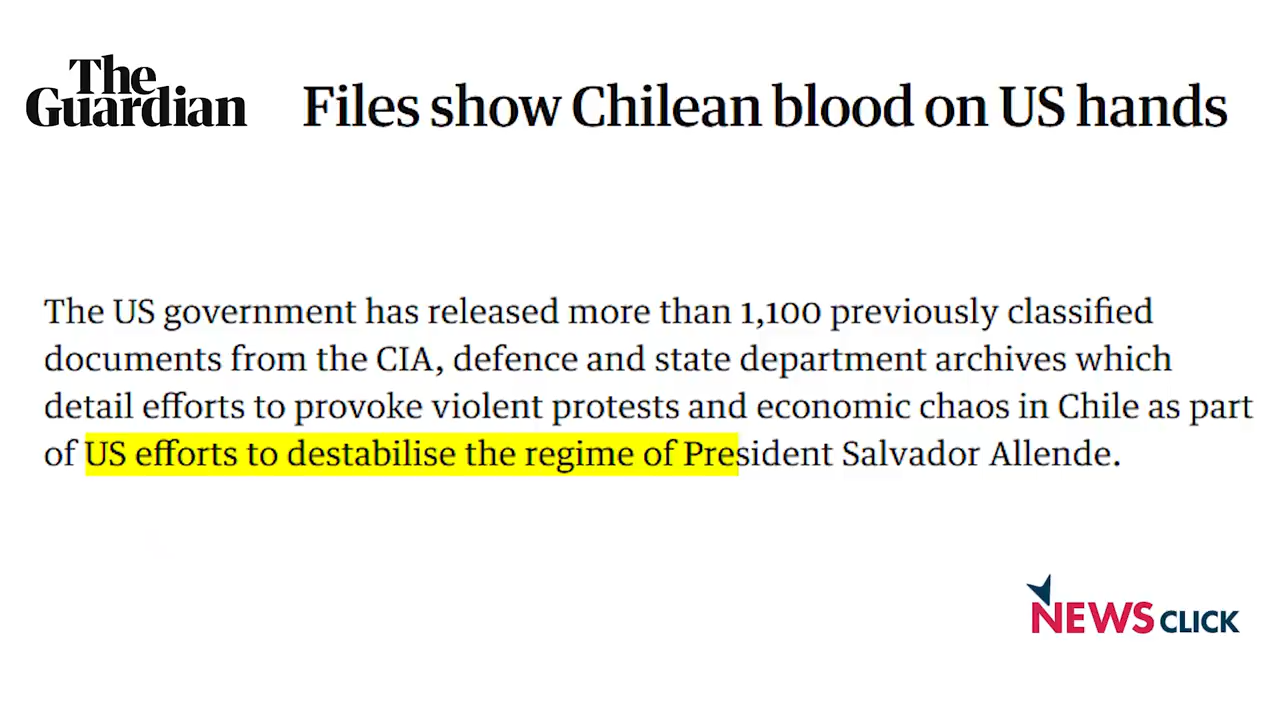 The
Guardian
Files show Chilean blood on US hands
The US government has released more than 1,100 previously classified
documents from the CIA, defence and state department archives which
detail efforts to provoke violent protests and economic chaos in Chile as part
of US efforts to destabilise the regime of President Salvador Allende.
NEWSCLICK